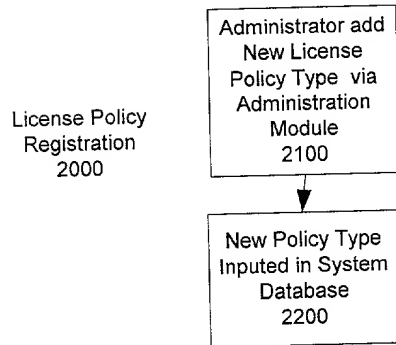 License Policy
Registration
2000
Administrator add
New License
Policy Type via
Administration
Module
2100
New Policy Type
Inputed in System
Database
2200